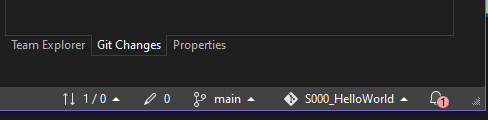 Team Explorer Git Changes Properties
1 / 0 0 main S000_HelloWorld 1